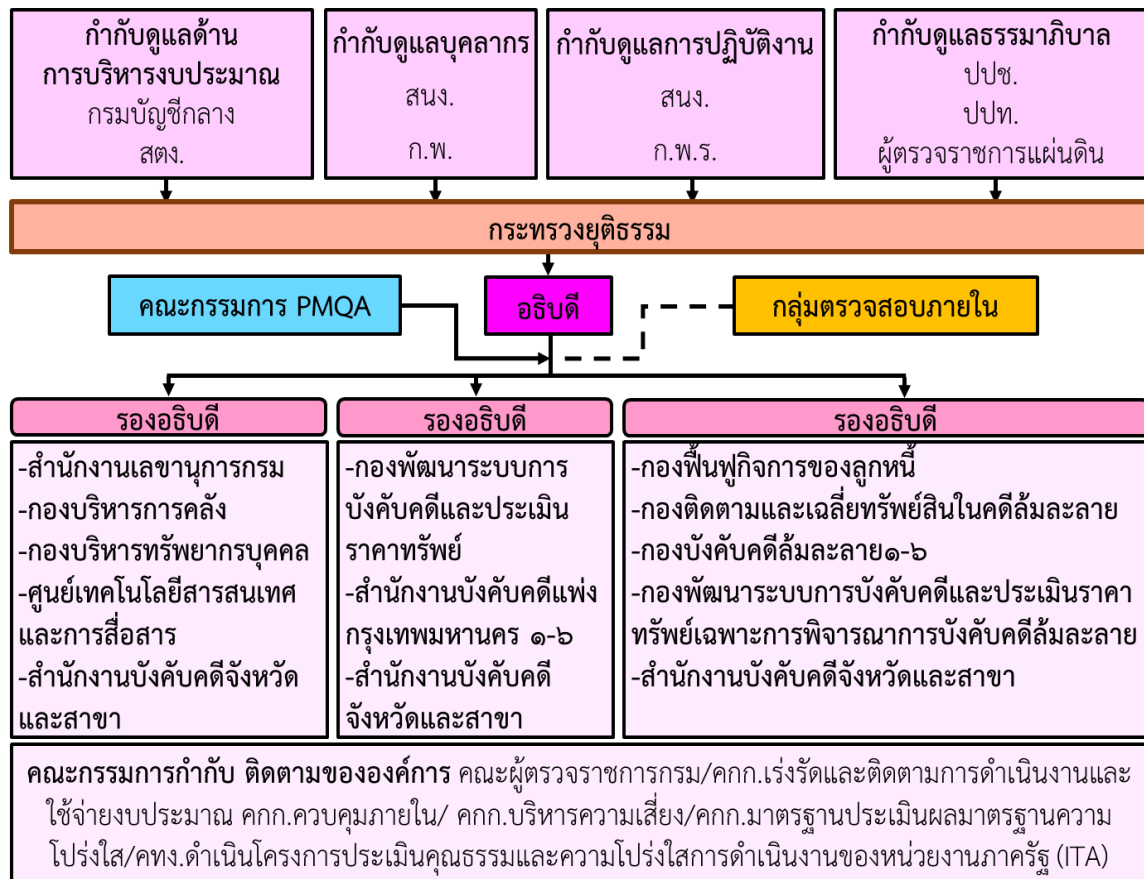 กำกับดูแลด้าน
การบริหารงบประมาณ
กรมบัญชีกลาง
สตง.
กำกับดูแลบุคลากร
สนง.
ก.พ.
กำกับดูแลการปฏิบัติงาน
สนง.
ก.พ.ร.
กำกับดูแลธรรมาภิบาล
ปปช.
ปปท.
ผู้ตรวจราชการแผ่นดิน
กระทรวงยุติธรรม
คณะกรรมการ PMQA
อธิบดี
กลุ่มตรวจสอบภายใน
รองอธิบดี
-สำนักงานเลขานุการกรม
-กองบริหารการคลัง
-กองบริหารทรัพยากรบุคคล
-ศูนย์เทคโนโลยีสารสนเทศ
และการสื่อสาร
-สำนักงานบังคับคดีจังหวัด
และสาขา
รองอธิบดี
-กองพัฒนาระบบการ
บังคับคดีและประเมิน
ราคาทรัพย์
-สำนักงานบังคับคดีแพ่ง
กรุงเทพมหานคร ๑-๖
-สำนักงานบังคับคดี
จังหวัดและสาขา
รองอธิบดี
-กองฟื้นฟูกิจการของลูกหนี้
-กองติดตามและเฉลี่ยทรัพย์สินในคดีล้มละลาย
-กองบังคับคดีล้มละลาย๑-๖
-กองพัฒนาระบบการบังคับคดีและประเมินราคา
ทรัพย์เฉพาะการพิจารณาการบังคับคดีล้มละลาย
-สำนักงานบังคับคดีจังหวัดและสาขา
คณะกรรมการกำกับ ติดตามขององค์การ คณะผู้ตรวจราชการกรม/คกก.เร่งรัดและติดตามการดำเนินงานและ
ใช้จ่ายงบประมาณ คกก.ควบคุมภายใน/ คกก.บริหารความเสี่ยง/คกก.มาตรฐานประเมินผลมาตรฐานความ
โปร่งใส/คทง.ดำเนินโครงการประเมินคุณธรรมและความโปร่งใสการดำเนินงานของหน่วยงานภาครัฐ (ITA)